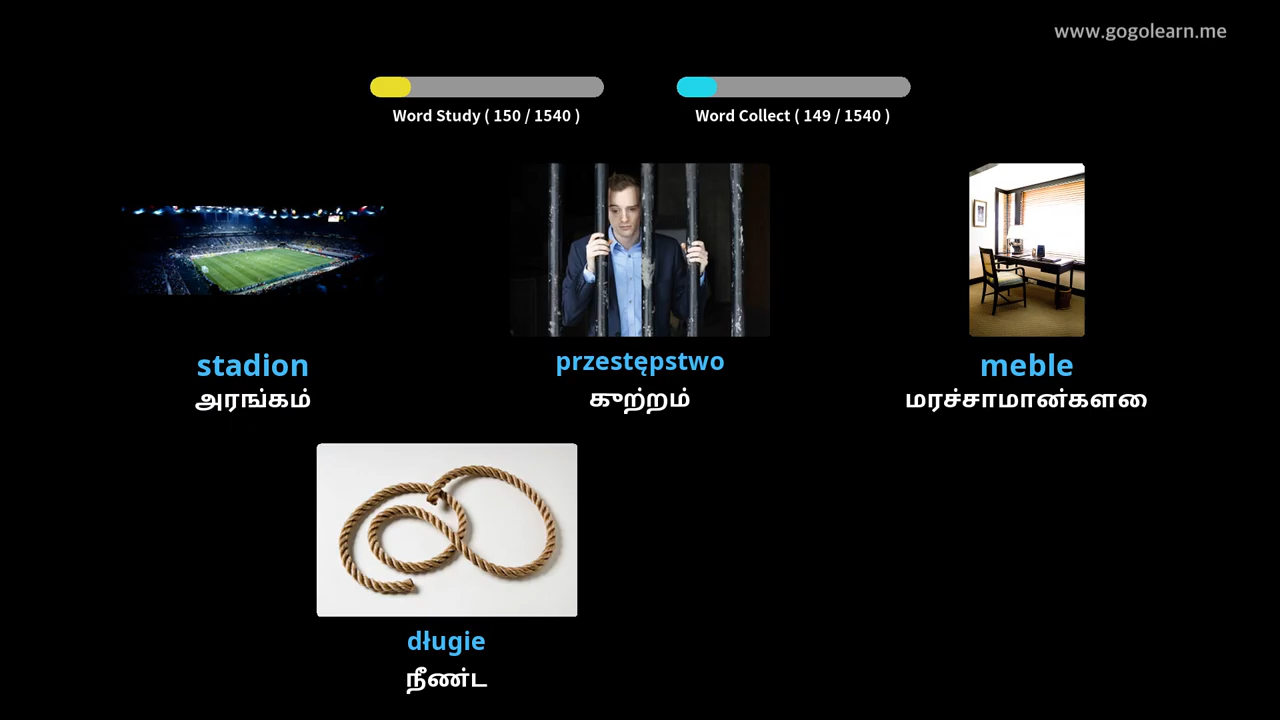 www.gogolearn.me
Word Study ( 150 / 1540 )
Word Collect ( 149 / 1540 )
stadion
przestępstwo
meble
அரங்கம்
குற்றம்
மரச்சாமான்களை
długie
நீண்ட